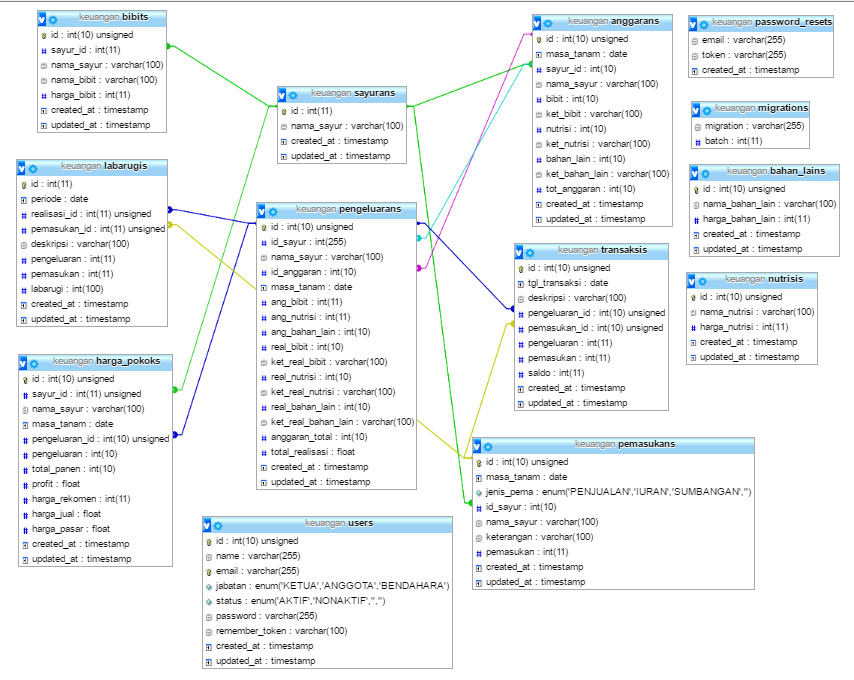 keuangan bibits
id : int(10) unsigned
sayur_id : int(11)
nama_sayur : varchar(100)
nama_bibit : varchar(100)
harga_bibit : int(11)
created_at : timestamp
updated_at : timestamp
keuangan sayurans
id : int(11)
nama_sayur : varchar(100)
created_at : timestamp
updated_at : timestamp
keuangan anggarans
id : int(10) unsigned
masa_tanam : date
sayur_id : int(10)
nama_sayur : varchar(100)
bibit : int(10)
ket_bibit : varchar(100)
nutrisi : int(10)
ket_nutrisi : varchar(100)
bahan_lain : int(10)
ket_bahan_lain : varchar(100)
tot_anggaran : int(10)
created_at : timestamp
updated_at : timestamp
keuangan password_resets
email : varchar(255)
token : varchar(255)
created_at : timestamp
keuangan migrations
migration : varchar(255)
batch : int(11)
keuangan bahan_lains
id : int(10) unsigned
nama_bahan_lain : varchar(100)
harga_bahan_lain : int(11)
created_at : timestamp
updated_at : timestamp
keuangan nutrisis
id : int(10) unsigned
nama_nutrisi : varchar(100)
harga_nutrisi : int(11)
created_at : timestamp
updated_at : timestamp
keuangan labarugis
id : int(11)
periode : date
realisasi_id : int(11) unsigned
pemasukan_id : int(11) unsigned
deskripsi : varchar(100)
pengeluaran : int(11)
pemasukan : int(11)
labarugi : int(100)
created_at : timestamp
updated_at : timestamp
keuangan pengeluarans
id : int(10) unsigned
id_sayur : int(255)
nama_sayur : varchar(100)
id_anggaran : int(10)
masa_tanam : date
ang_bibit : int(11)
ang_nutrisi : int(11)
ang_bahan_lain : int(10)
real_bibit : int(10)
ket_real_bibit : varchar(100)
real_nutrisi : int(10)
ket_real_nutrisi : varchar(100)
real_bahan_lain : int(10)
ket_real_bahan_lain : varchar(100)
anggaran_total : int(10)
total_realisasi : float
created_at : timestamp
updated_at : timestamp
keuangan transaksis
id : int(10) unsigned
tgl_transaksi : date
deskripsi : varchar(100)
pengeluaran_id : int(10) unsigned
pemasukan_id : int(10) unsigned
pengeluaran : int(11)
pemasukan : int(11)
saldo : int(11)
created_at : timestamp
updated_at : timestamp
keuangan harga_pokoks
id : int(10) unsigned
sayur_id : int(11) unsigned
nama_sayur : varchar(100)
masa_tanam : date
pengeluaran_id : int(10) unsigned
pengeluaran : int(10)
total_panen : int(10)
profit : float
harga_rekomen : int(11)
harga_jual : float
harga_pasar : float
created_at : timestamp
updated_at : timestamp
keuangan pemasukans
id : int(10) unsigned
masa_tanam : date
jenis_pema : enum('PENJUALAN','IURAN','SUMBANGAN','')
id_sayur : int(10)
nama_sayur : varchar(100)
keterangan : varchar(100)
pemasukan : int(11)
created_at : timestamp
updated_at : timestamp
keuangan users
id : int(10) unsigned
name : varchar(255)
email : varchar(255)
jabatan : enum('KETUA','ANGGOTA','BENDAHARA')
status : enum('AKTIF','NONAKTIF','','')
password : varchar(255)
remember_token : varchar(100)
created_at : timestamp
updated_at : timestamp